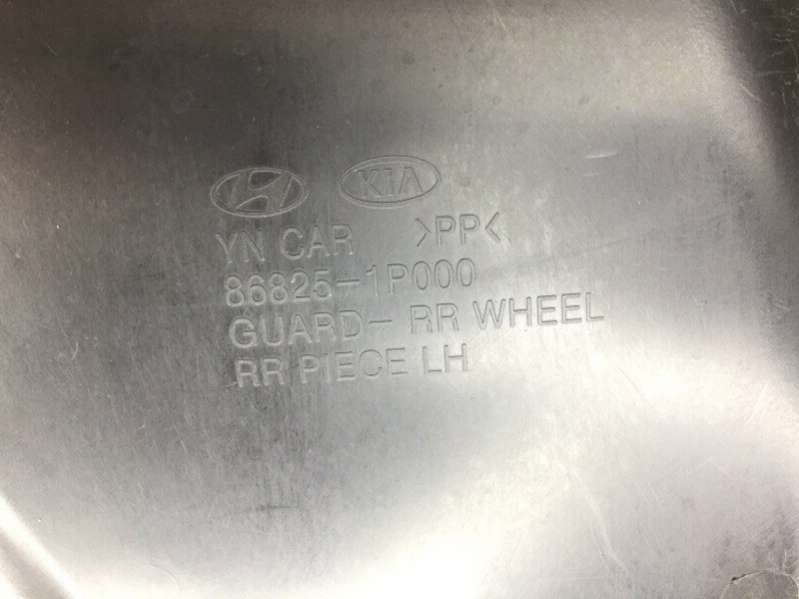 KIA
YN CAR >PP<
86825-1P000
GUARD- RR WHEEL
RR PIECE LH